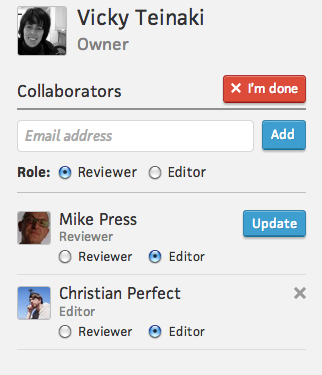 Vicky Teinaki
Owner
Collaborators
× I'm done
Email address
Add
Role: Reviewer Editor
Mike Press
Update
Reviewer
Reviewer Editor
Christian Perfect
×
Editor
Reviewer Editor